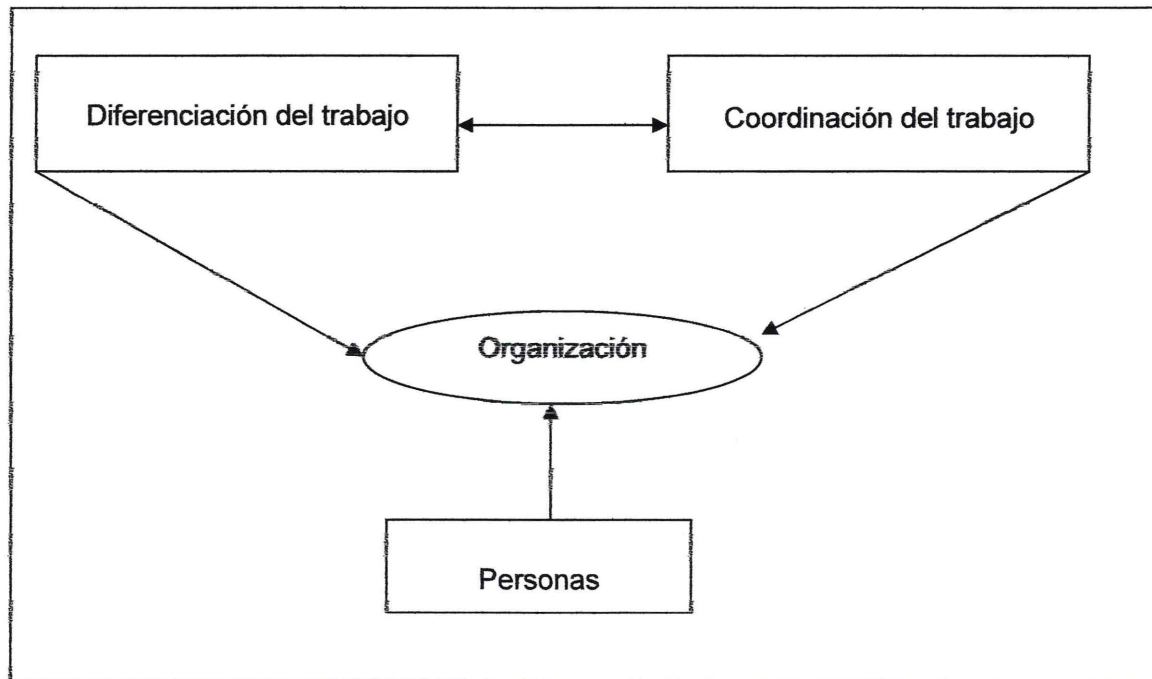 Diferenciación del trabajo
Coordinación del trabajo
Organización
Personas